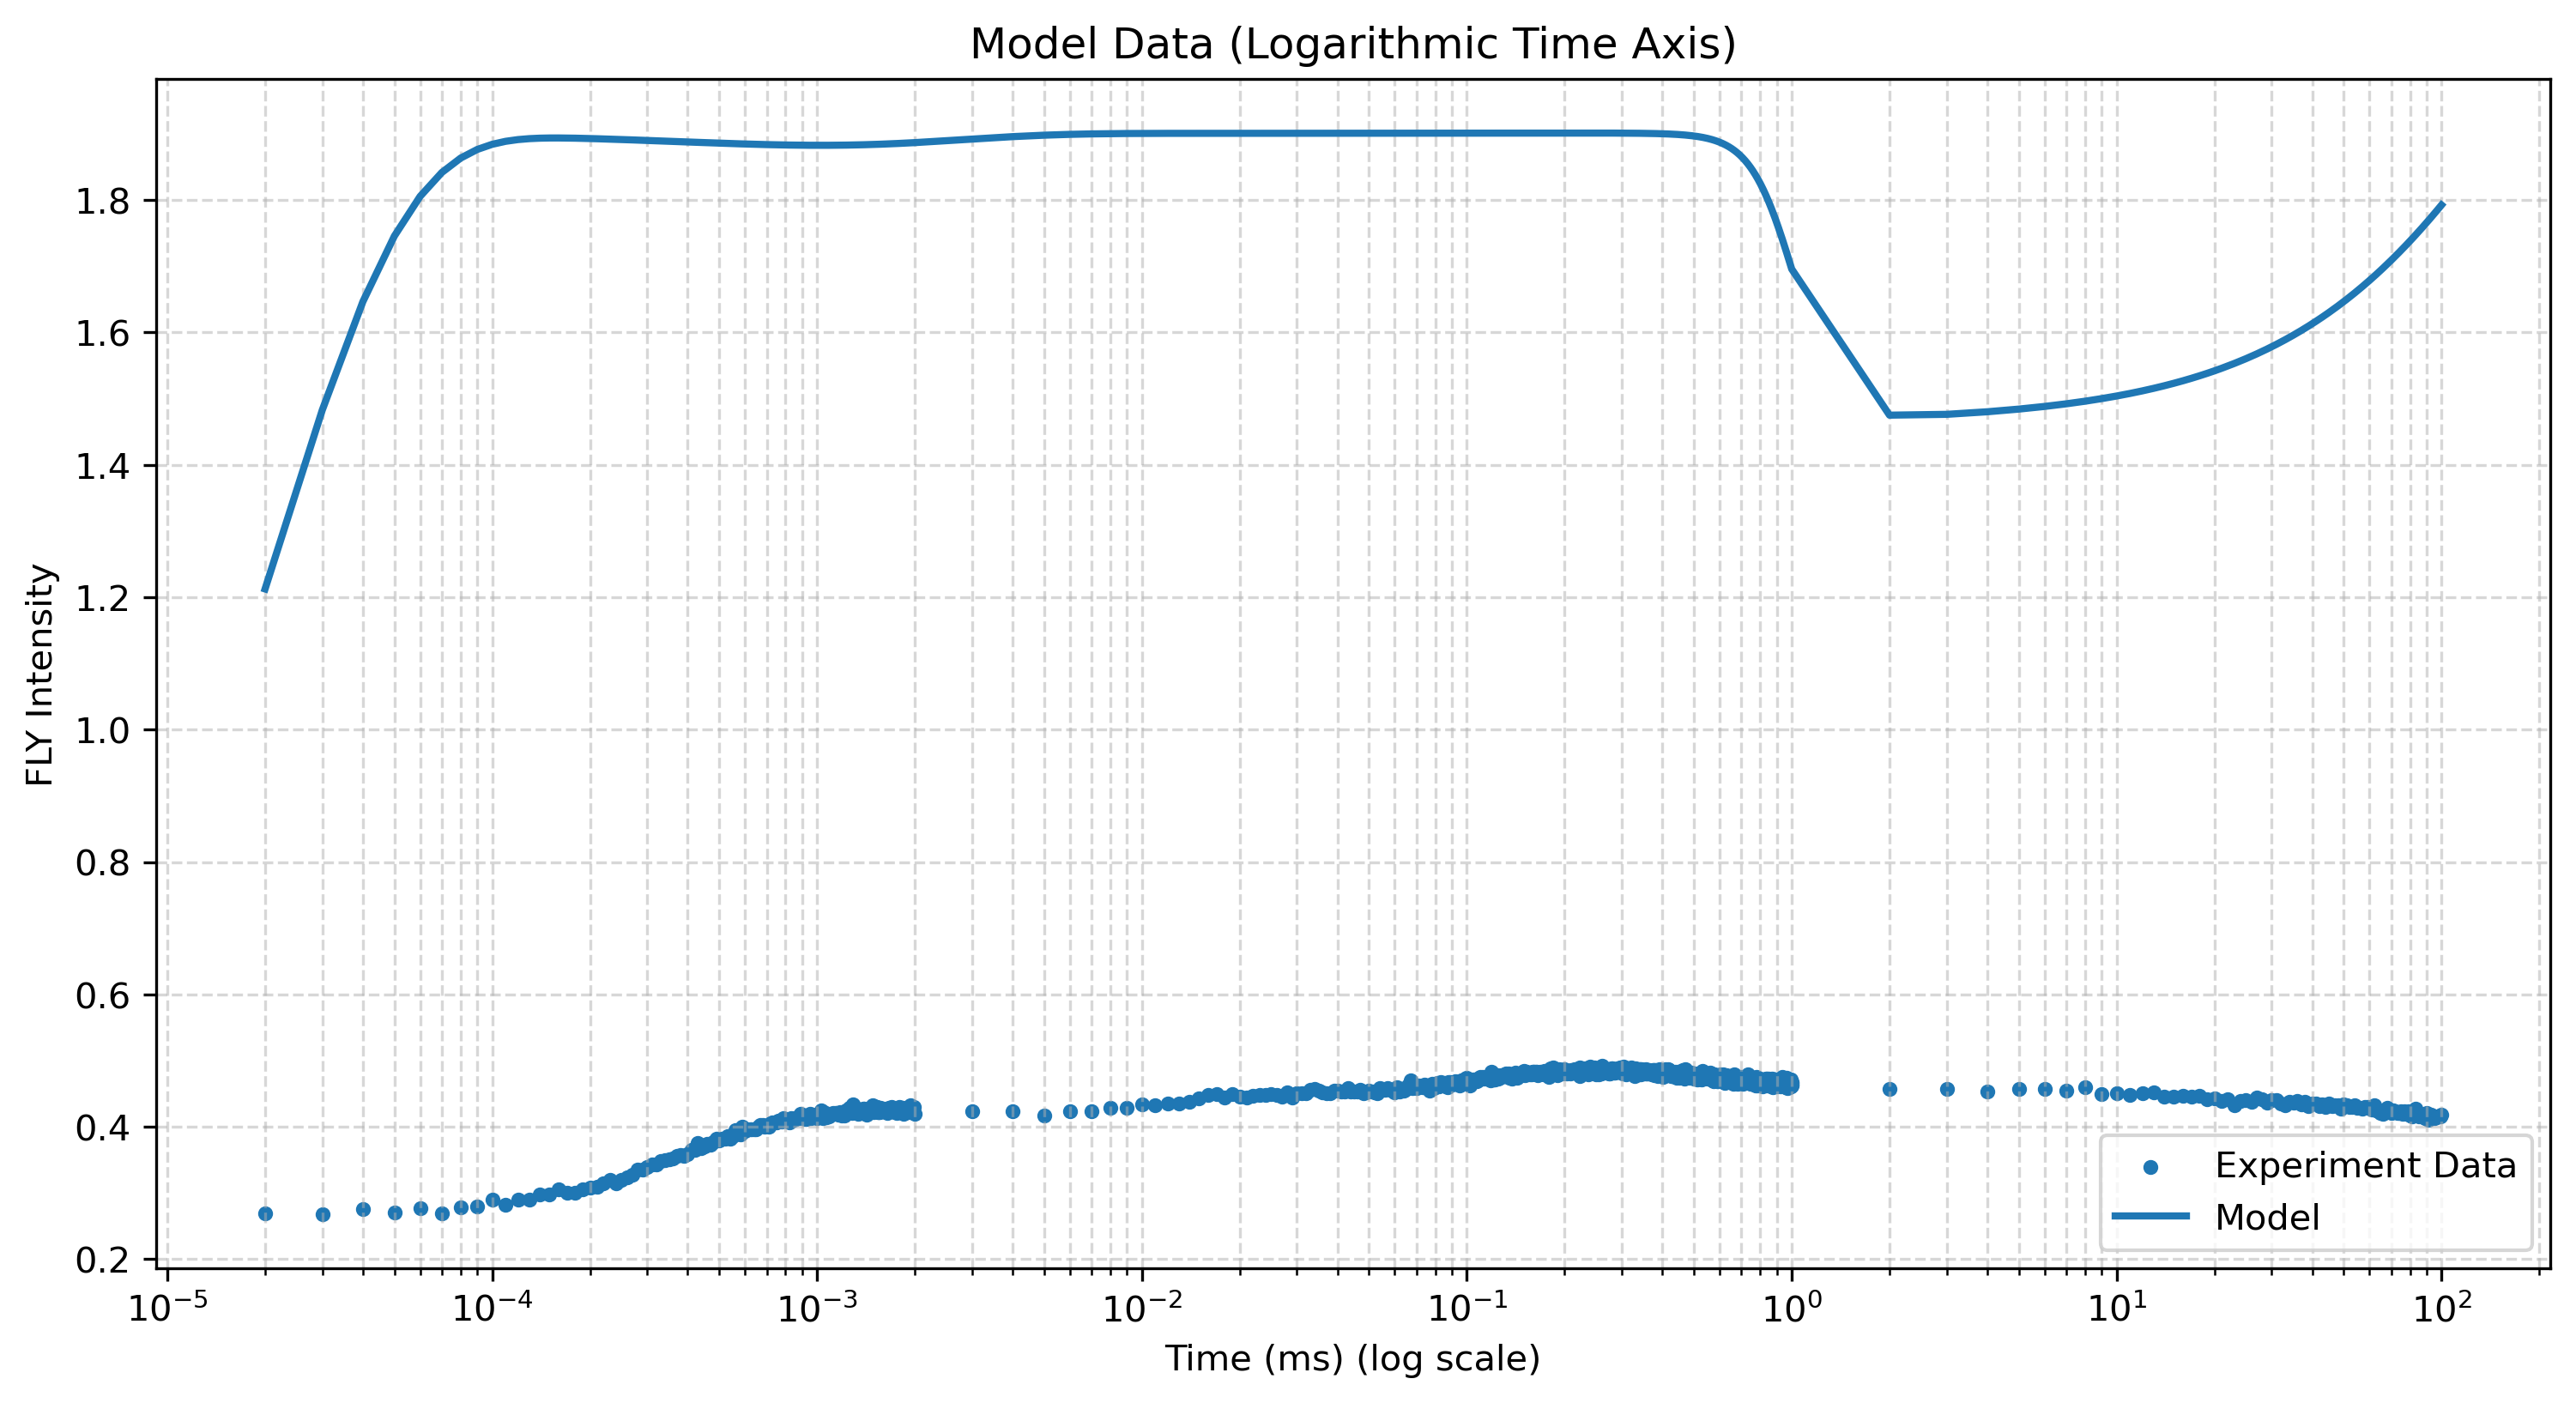 Model Data (Logarithmic Time Axis)
FLY Intensity
1.8
1.6
1.4
1.2
1.0
0.8
0.6
0.4
0.2
Experiment Data
Model
10⁻⁵ 10⁻⁴ 10⁻³ 10⁻² 10⁻¹ 10⁰ 10¹ 10²
Time (ms) (log scale)